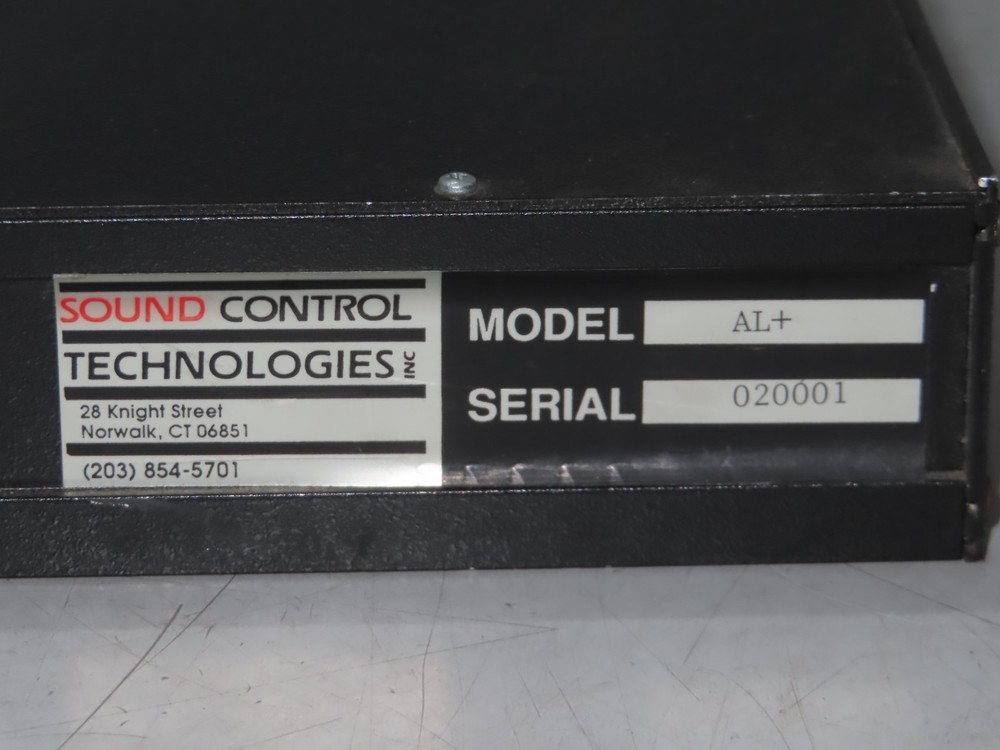 SOUND CONTROL
TECHNOLOGIES INC
28 Knight Street
Norwalk, CT 06851
(203) 854-5701
MODEL AL+
SERIAL 020001